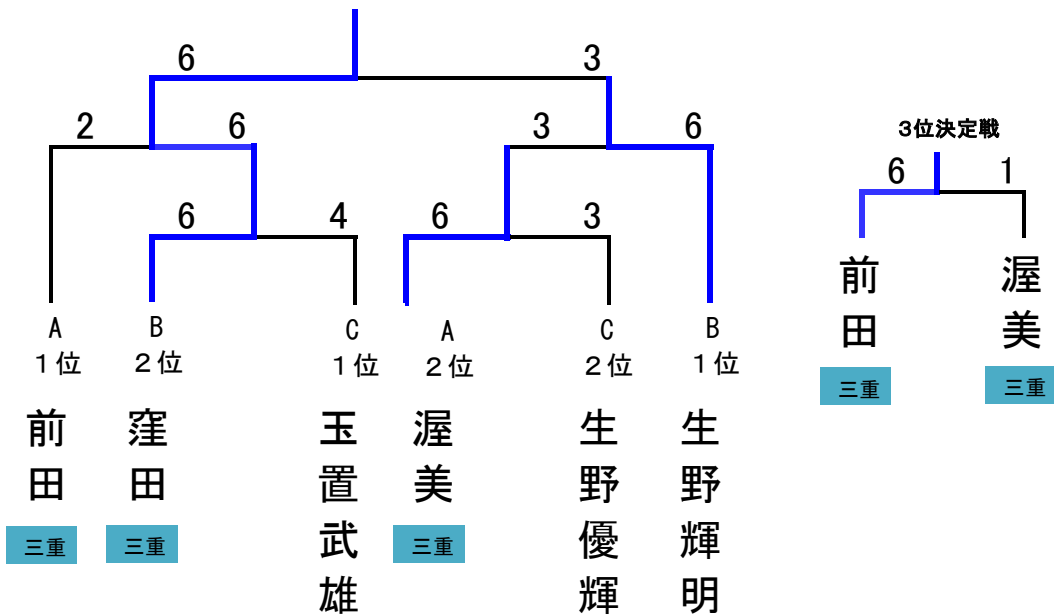 6 3
2 6 3 6
3位決定戦
6 1
6 4 6 3
前田 渥美
三重 三重
A B C A C B
1位 2位 1位 2位 2位 1位
前田 窪田 玉置武雄 渥美 生野優輝 生野輝明
三重 三重 三重